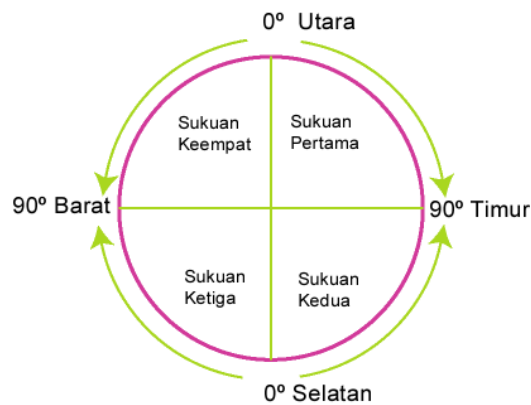 0º Utara
Sukuan
Keempat
Sukuan
Pertama
90º Barat
90º Timur
Sukuan
Ketiga
Sukuan
Kedua
0º Selatan